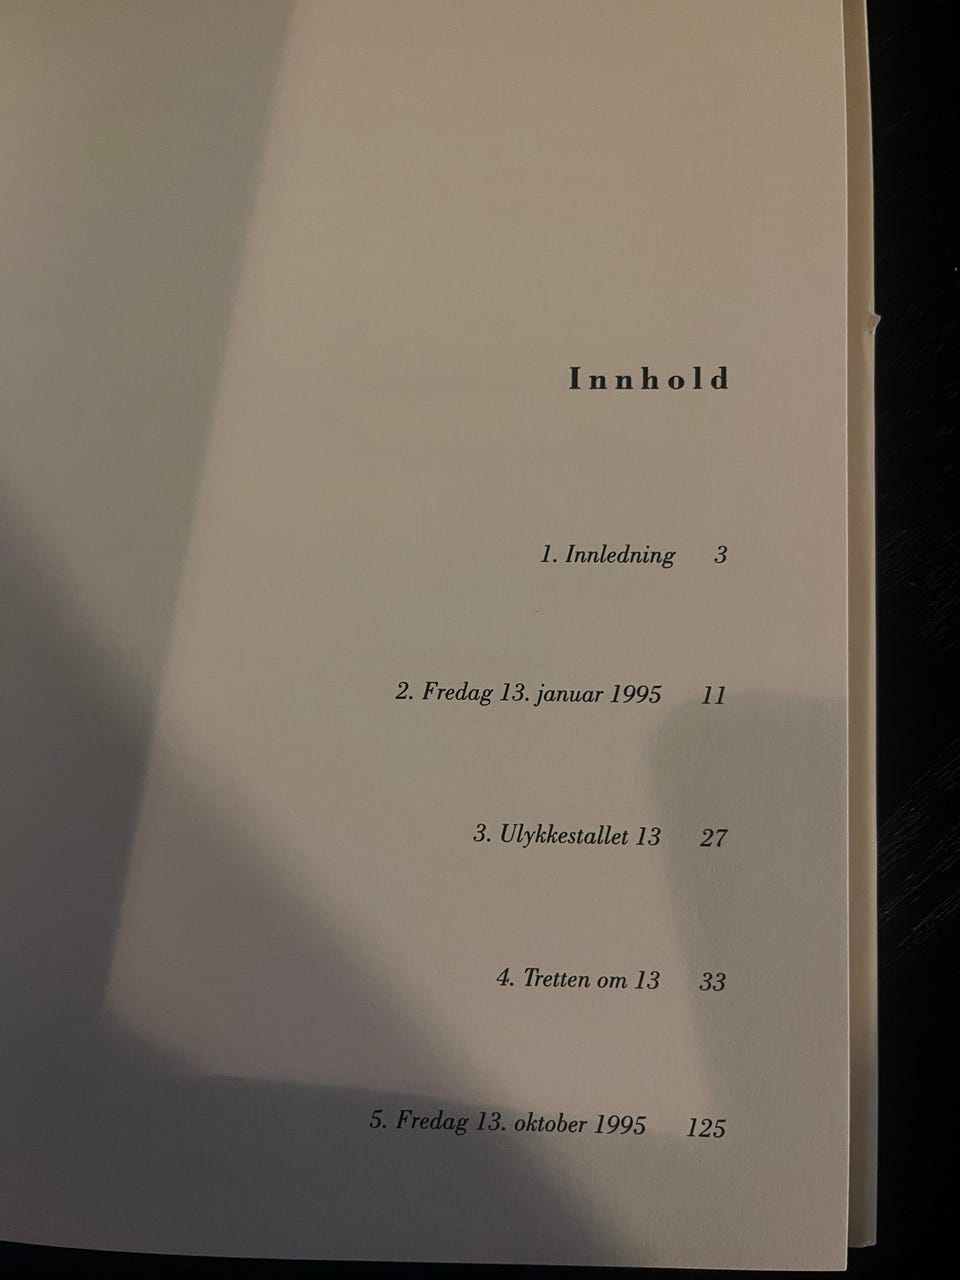 Innhold
1. Innledning 3
2. Fredag 13. januar 1995 11
3. Ulykkestallet 13 27
4. Tretten om 13 33
5. Fredag 13. oktober 1995 125